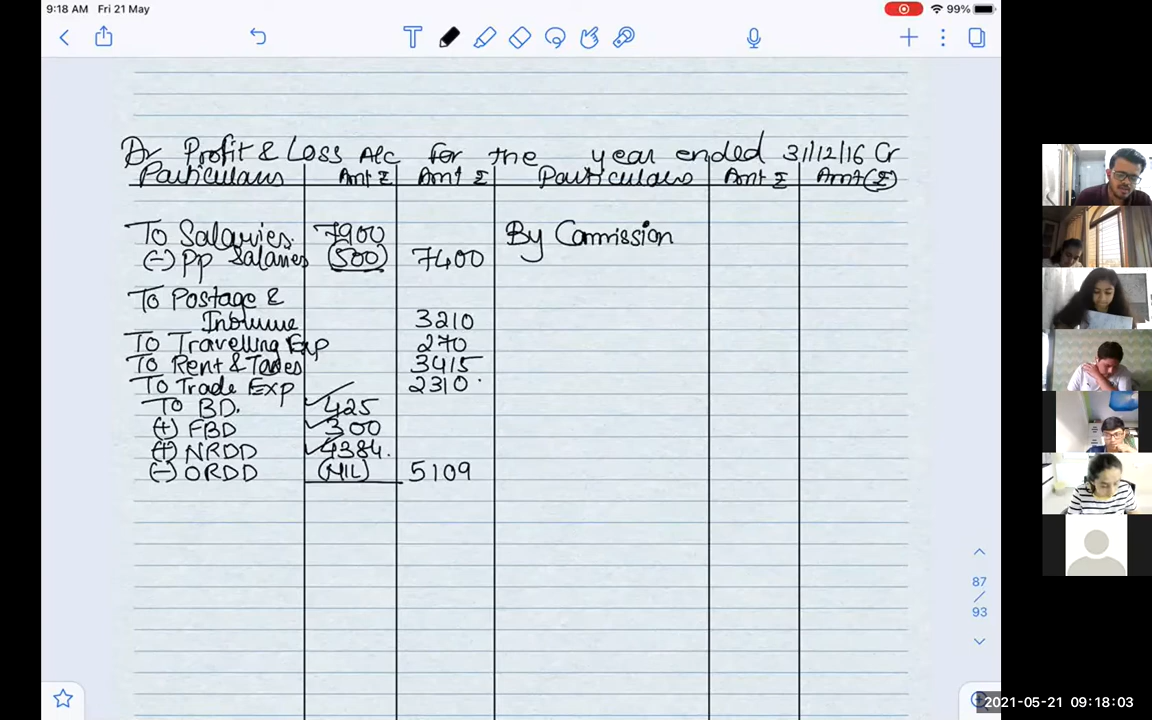 9:18 AM Fri 21 May
99%
T
Dr Profit & Loss A/c for the year ended 31/12/16 Cr
Particulars Amt ₹ Amt ₹ Particulars Amt ₹ Amt (₹)
To Salaries. 7900 By Commission
(-) PP Salaries (500) 7400
To Postage &
3210
To Travelling Exp 270
To Rent & Taxes 3415
To Trade Exp 2310
To BD. 425
(+) FBD 300
(+) NRDD 4384.
(-) ORDD (NIL) 5109
87
/
93
2021-05-21 09:18:03